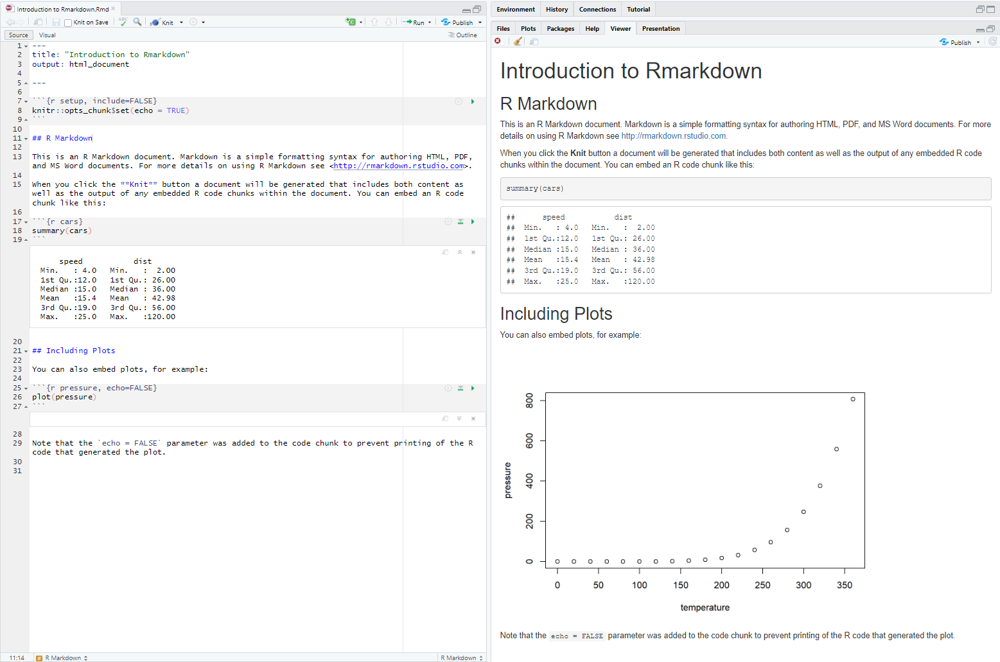 Introduction to Rmarkdown.Rmd
Knit on Save
ABC
Knit
Run
Publish
Source
Visual
Outline
1 ---
2 title: "Introduction to Rmarkdown"
3 output: html_document
4
5 ---
6
7 ```{r setup, include=FALSE}
8 knitr::opts_chunk$set(echo = TRUE)
9 ```
10
11 ## R Markdown
12
13 This is an R Markdown document. Markdown is a simple formatting syntax for authoring HTML, PDF,
and MS Word documents. For more details on using R Markdown see <http://rmarkdown.rstudio.com>.
14
15 When you click the **Knit** button a document will be generated that includes both content as
well as the output of any embedded R code chunks within the document. You can embed an R code
chunk like this:
16
17 ```{r cars}
18 summary(cars)
19 ```
speed dist
Min. : 4.0 Min. : 2.00
1st Qu.:12.0 1st Qu.: 26.00
Median :15.0 Median : 36.00
Mean :15.4 Mean : 42.98
3rd Qu.:19.0 3rd Qu.: 56.00
Max. :25.0 Max. :120.00
20
21 ## Including Plots
22
23 You can also embed plots, for example:
24
25 ```{r pressure, echo=FALSE}
26 plot(pressure)
27 ```
28
29 Note that the `echo = FALSE` parameter was added to the code chunk to prevent printing of the R
code that generated the plot.
30
31
11:14
# R Markdown
R Markdown
Environment History Connections Tutorial
Files Plots Packages Help Viewer Presentation
Publish
Introduction to Rmarkdown
R Markdown
This is an R Markdown document. Markdown is a simple formatting syntax for authoring HTML, PDF, and MS Word documents. For more
details on using R Markdown see http://rmarkdown.rstudio.com.
When you click the Knit button a document will be generated that includes both content as well as the output of any embedded R code
chunks within the document. You can embed an R code chunk like this:
summary(cars)
## speed dist
## Min. : 4.0 Min. : 2.00
## 1st Qu.:12.0 1st Qu.: 26.00
## Median :15.0 Median : 36.00
## Mean :15.4 Mean : 42.98
## 3rd Qu.:19.0 3rd Qu.: 56.00
## Max. :25.0 Max. :120.00
Including Plots
You can also embed plots, for example:
800
600
400
200
0
pressure
0 50 100 150 200 250 300 350
temperature
Note that the echo = FALSE parameter was added to the code chunk to prevent printing of the R code that generated the plot.